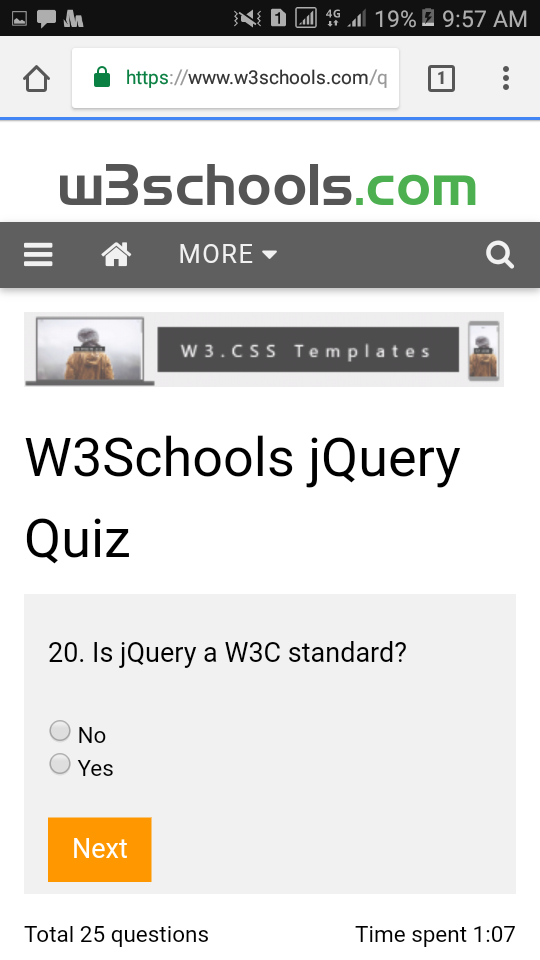 1 4G 19% 9:57 AM
https://www.w3schools.com/q 1
w3schools.com
MORE
W3.CSS Templates
W3Schools jQuery
Quiz
20. Is jQuery a W3C standard?
No
Yes
Next
Total 25 questions Time spent 1:07